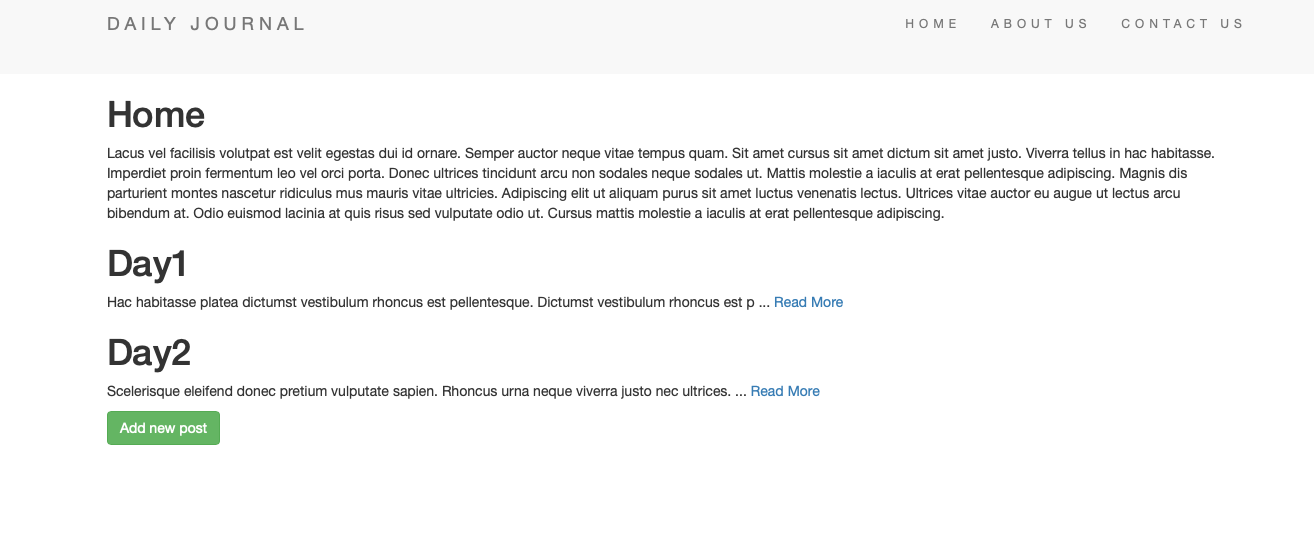 DAILY JOURNAL
HOME ABOUT US CONTACT US
Home
Lacus vel facilisis volutpat est velit egestas dui id ornare. Semper auctor neque vitae tempus quam. Sit amet cursus sit amet dictum sit amet justo. Viverra tellus in hac habitasse.
Imperdiet proin fermentum leo vel orci porta. Donec ultrices tincidunt arcu non sodales neque sodales ut. Mattis molestie a iaculis at erat pellentesque adipiscing. Magnis dis
parturient montes nascetur ridiculus mus mauris vitae ultricies. Adipiscing elit ut aliquam purus sit amet luctus venenatis lectus. Ultrices vitae auctor eu augue ut lectus arcu
bibendum at. Odio euismod lacinia at quis risus sed vulputate odio ut. Cursus mattis molestie a iaculis at erat pellentesque adipiscing.
Day1
Hac habitasse platea dictumst vestibulum rhoncus est pellentesque. Dictumst vestibulum rhoncus est p ... Read More
Day2
Scelerisque eleifend donec pretium vulputate sapien. Rhoncus urna neque viverra justo nec ultrices. ... Read More
Add new post